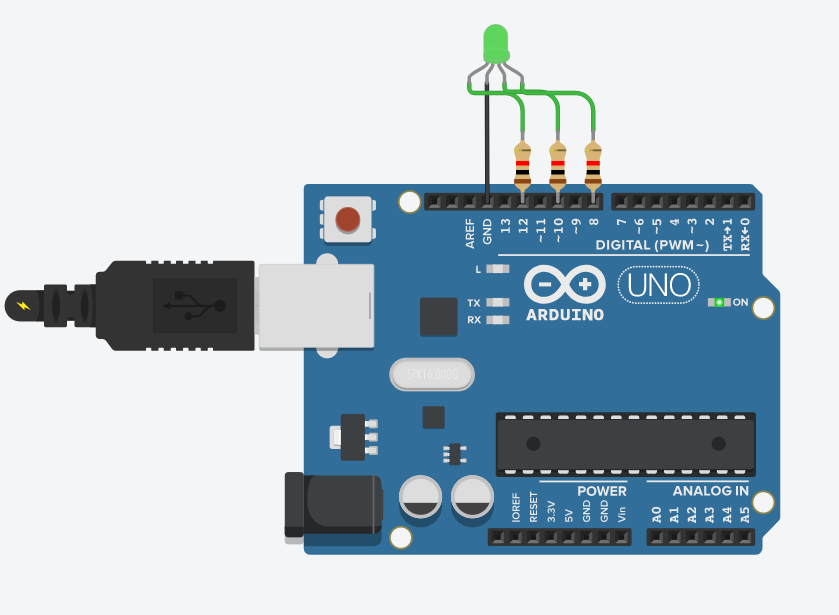 AREF
GND
13
12
~11
~10
~9
8
7
~6
~5
4
~3
2
TX→1
RX←0
DIGITAL (PWM~)
L
TX
RX
UNO
ON
ARDUINO
SPK16.000G
POWER
ANALOG IN
IOREF
RESET
3.3V
5V
GND
GND
Vin
A0
A1
A2
A3
A4
A5